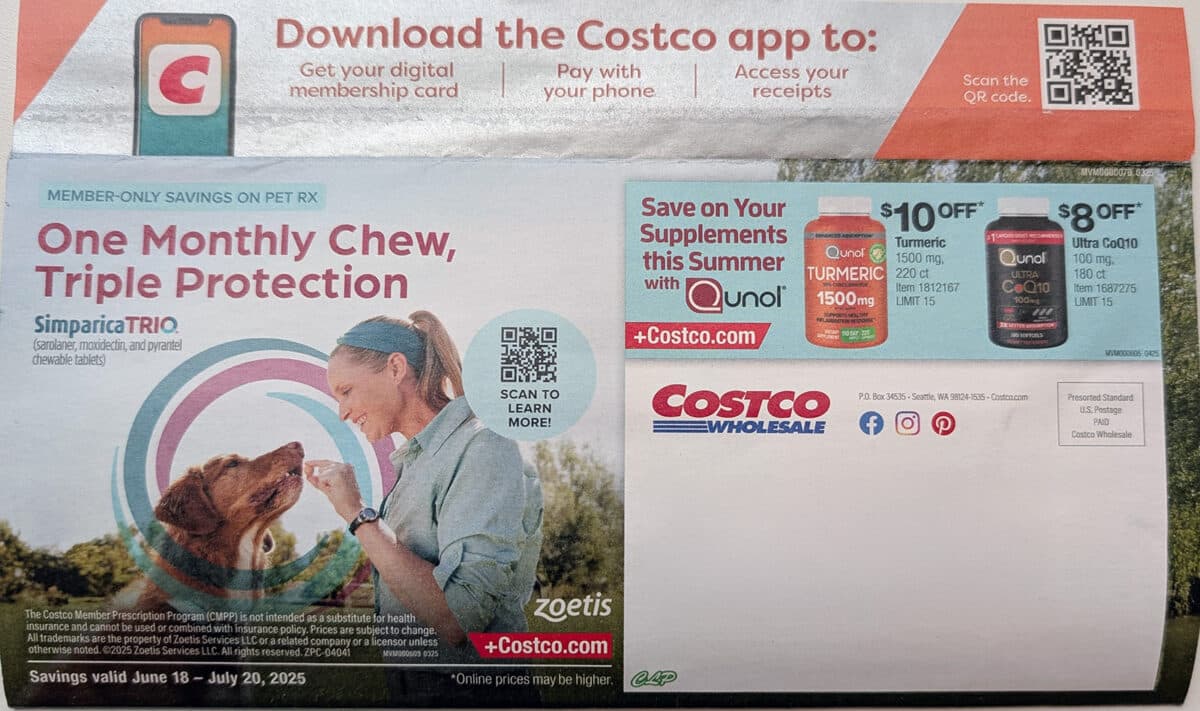 Download the Costco app to:
Get your digital
membership card
Pay with
your phone
Access your
receipts
Scan the
QR code.
MEMBER-ONLY SAVINGS ON PET RX
One Monthly Chew,
Triple Protection
SimparicaTRIO
(sarolaner, moxidectin, and pyrantel
chewable tablets)
SCAN TO
LEARN
MORE!
zoetis
The Costco Member Prescription Program (CMPP) is not intended as a substitute for health
insurance and cannot be used or combined with insurance policy. Prices are subject to change.
All trademarks are the property of Zoetis Services LLC or a related company or a licensor unless
otherwise noted. ©2025 Zoetis Services LLC. All rights reserved. ZPC-04041
+Costco.com
Savings valid June 18 – July 20, 2025
*Online prices may be higher.
Save on Your
Supplements
this Summer
with Qunol®
+Costco.com
Qunol
TURMERIC
1500mg
$10 OFF*
Turmeric
1500 mg,
220 ct
Item 1812167
LIMIT 15
Qunol
ULTRA
CoQ10
100mg
$8 OFF*
Ultra CoQ10
100 mg,
180 ct
Item 1687275
LIMIT 15
COSTCO
WHOLESALE
P.O. Box 34535 - Seattle, WA 98124-1535 - Costco.com
Presorted Standard
U.S. Postage
PAID
Costco Wholesale